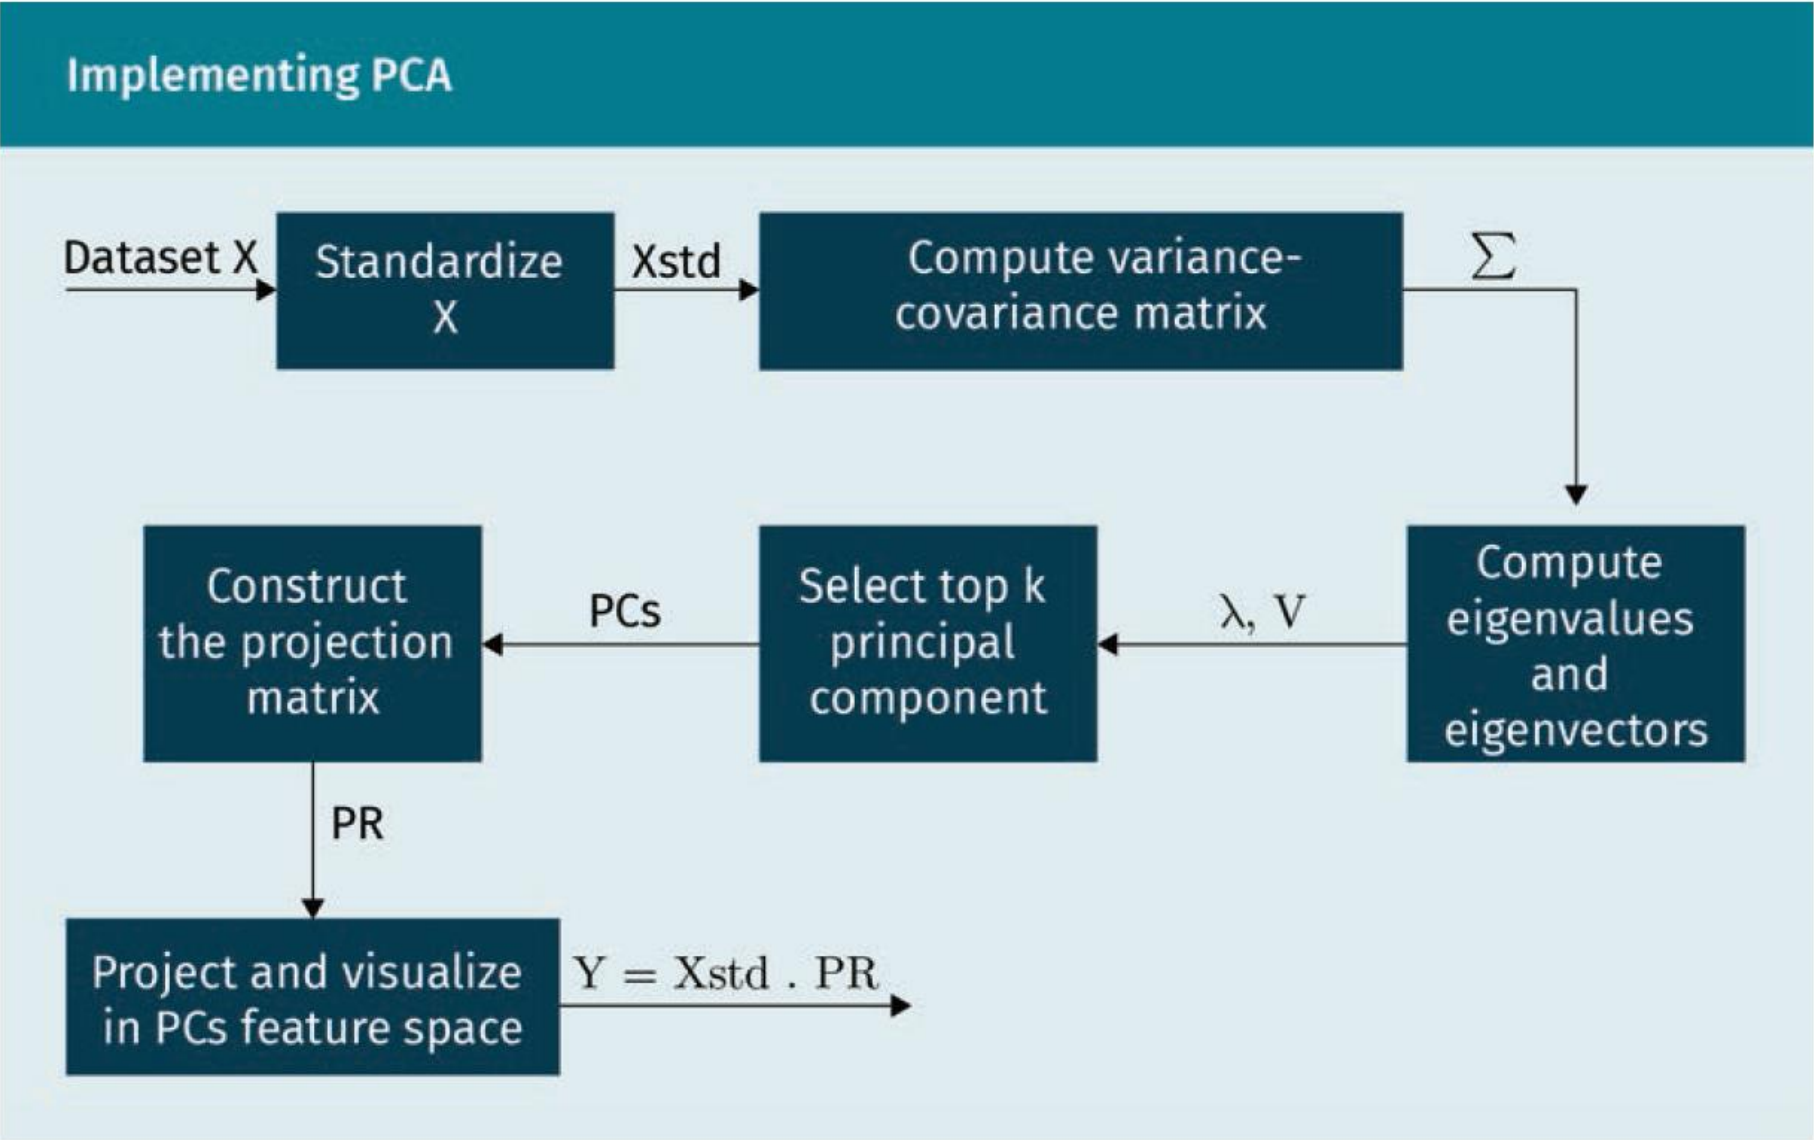 Implementing PCA
Dataset X
Standardize
X
Xstd
Compute variance-
covariance matrix
∑
Compute
eigenvalues
and
eigenvectors
λ, V
Select top k
principal
component
PCs
Construct
the projection
matrix
PR
Project and visualize
in PCs feature space
Y = Xstd . PR